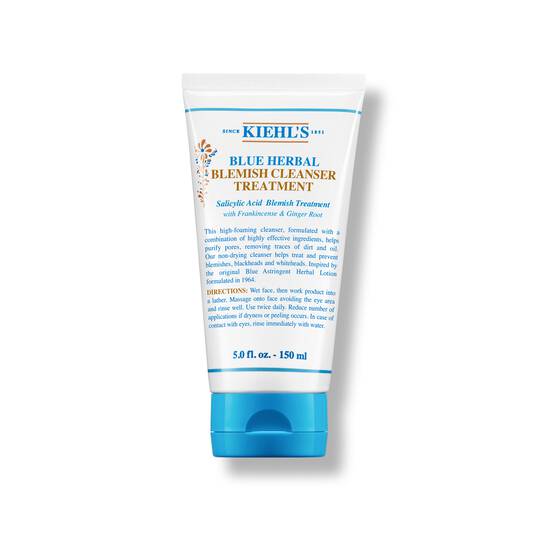 SINCE KIEHL'S 1851
BLUE HERBAL
BLEMISH CLEANSER
TREATMENT
Salicylic Acid Blemish Treatment
with Frankincense & Ginger Root
This high-foaming cleanser, formulated with a
combination of highly effective ingredients, helps
purify pores, removing traces of dirt and oil.
Our non-drying cleanser helps treat and prevent
blemishes, blackheads and whiteheads. Inspired by
the original Blue Astringent Herbal Lotion
formulated in 1964.
DIRECTIONS: Wet face, then work product into
a lather. Massage onto face avoiding the eye area
and rinse well. Use twice daily. Reduce number of
applications if dryness or peeling occurs. In case of
contact with eyes, rinse immediately with water.
5.0 fl. oz. - 150 ml